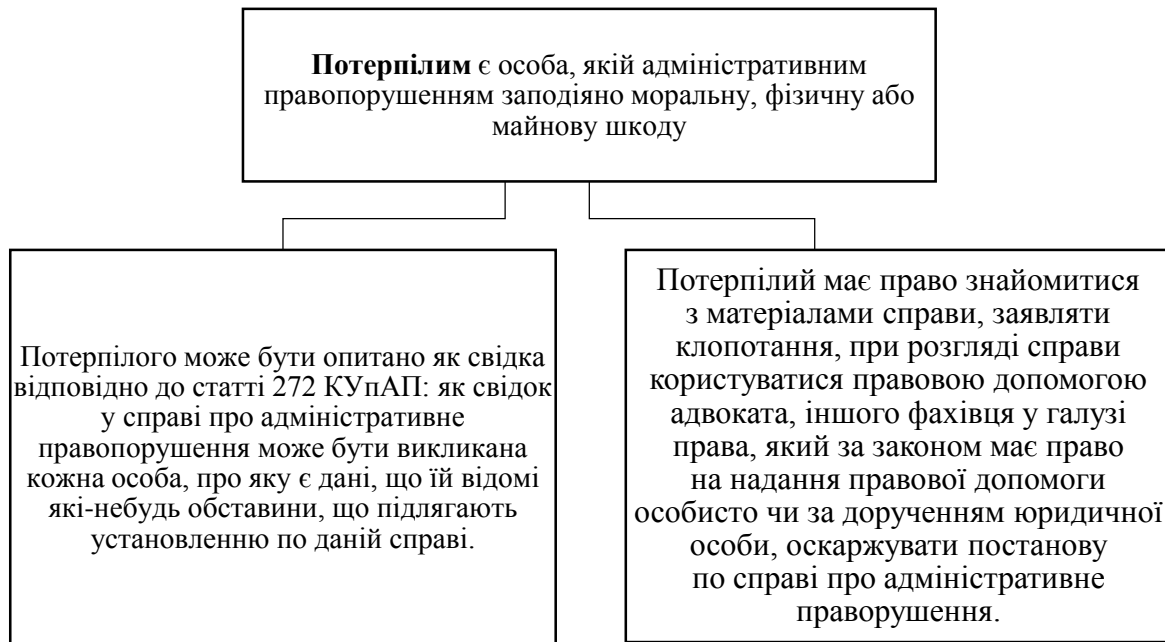 Потерпілим є особа, якій адміністративним
правопорушенням заподіяно моральну, фізичну або
майнову шкоду
Потерпілого може бути опитано як свідка
відповідно до статті 272 КУпАП: як свідок
у справі про адміністративне
правопорушення може бути викликана
кожна особа, про яку є дані, що їй відомі
які-небудь обставини, що підлягають
установленню по даній справі.
Потерпілий має право знайомитися
з матеріалами справи, заявляти
клопотання, при розгляді справи
користуватися правовою допомогою
адвоката, іншого фахівця у галузі
права, який за законом має право
на надання правової допомоги
особисто чи за дорученням юридичної
особи, оскаржувати постанову
по справі про адміністративне
праворушення.